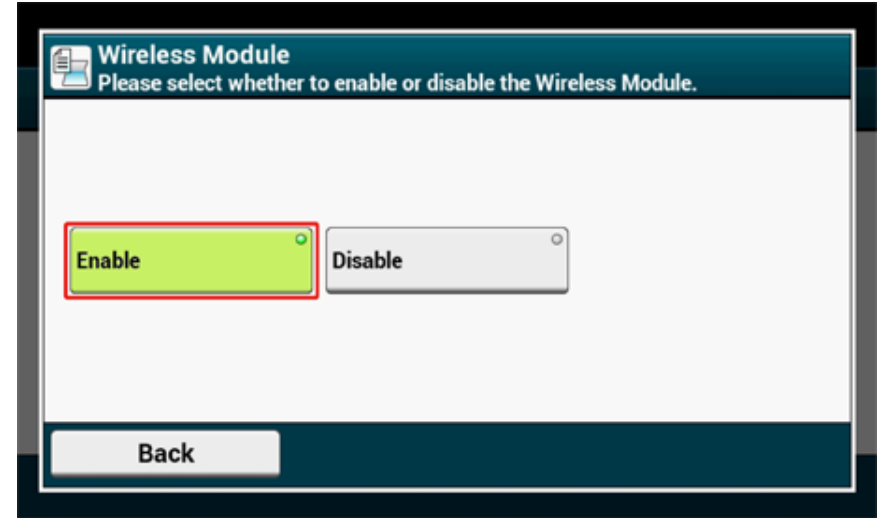 Wireless Module
Please select whether to enable or disable the Wireless Module.
Enable
Disable
Back